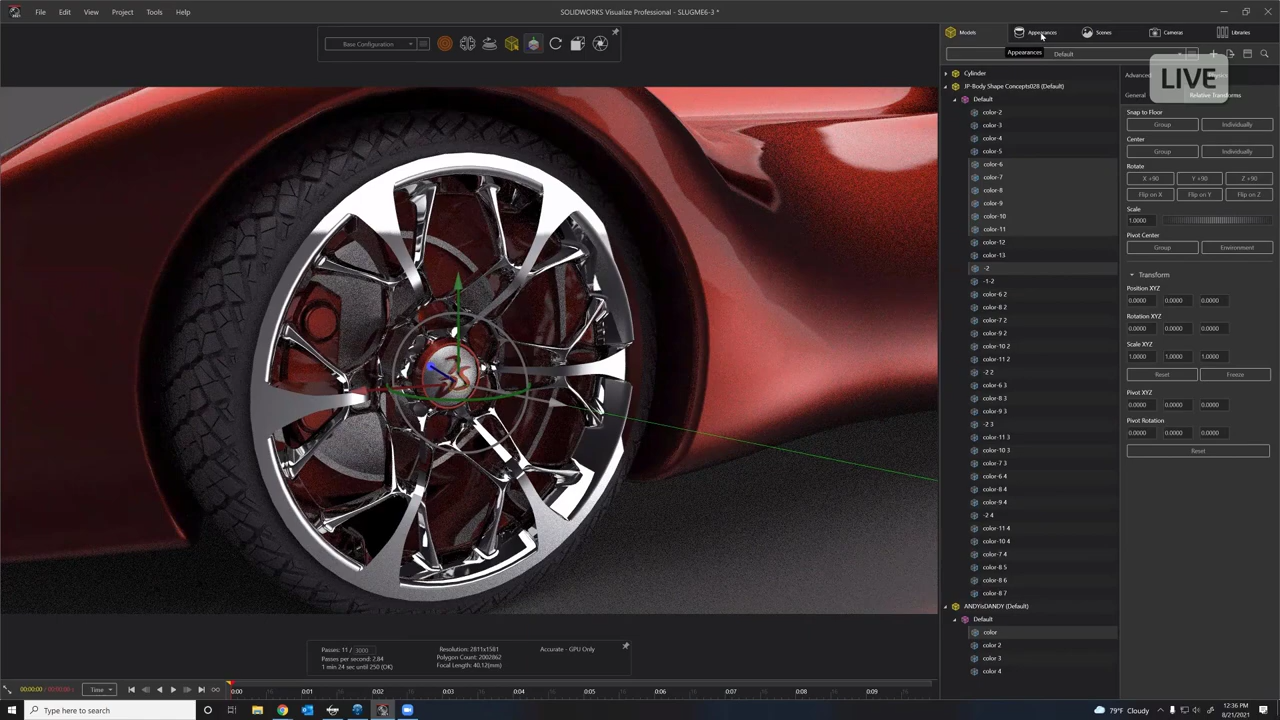 File Edit View Project Tools Help
SOLIDWORKS Visualize Professional - SLUGME6-3 *
Base Configuration
Models Appearances Scenes Cameras Libraries
Appearances
Default
LIVE
Cylinder
JP-Body Shape Concepts02B (Default)
Default
color-2
color-3
color-4
color-5
color-6
color-7
color-8
color-9
color-10
color-11
color-12
color-13
-2
-1-2
color-6 2
color-8 2
color-7 2
color-9 2
color-10 2
color-11 2
-2 2
color-6 3
color-8 3
color-9 3
-2 3
color-11 3
color-10 3
color-7 3
color-6 4
color-8 4
color-9 4
-2 4
color-11 4
color-10 4
color-7 4
color-8 5
color-8 6
color-8 7
ANDYisDANDY (Default)
Default
color
color 2
color 3
color 4
Advanced
General Relative Transforms
Snap to Floor
Group Individually
Center
Group Individually
Rotate
X +90 Y +90 Z +90
Flip on X Flip on Y Flip on Z
Scale
1.0000
Pivot Center
Group Environment
Transform
Position XYZ
0.0000 0.0000 0.0000
Rotation XYZ
0.0000 0.0000 0.0000
Scale XYZ
1.0000 1.0000 1.0000
Reset Freeze
Pivot XYZ
0.0000 0.0000 0.0000
Pivot Rotation
0.0000 0.0000 0.0000
Reset
Passes: 11 / 3000
Passes per second: 2.84
1 min 24 sec until 250 (OK)
Resolution: 2811x1581
Polygon Count: 2002862
Focal Length: 40.12mm
Accurate - GPU Only
00:00:00 / 00:00:00s Time
0:00 0:01 0:02 0:03 0:04 0:05 0:06 0:07 0:08 0:09
Type here to search
79°F Cloudy
12:36 PM
8/21/2021